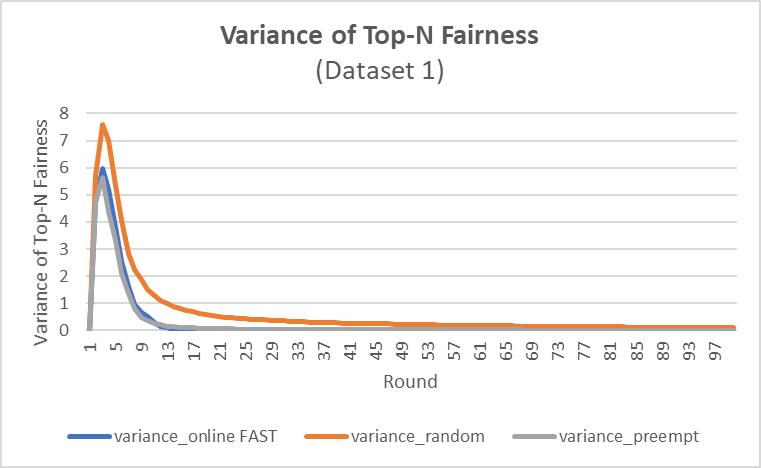 Variance of Top-N Fairness
(Dataset 1)
Variance of Top-N Fairness
8
7
6
5
4
3
2
1
0
1 5 9 13 17 21 25 29 33 37 41 45 49 53 57 61 65 69 73 77 81 85 89 93 97
Round
variance_online FAST variance_random variance_preempt